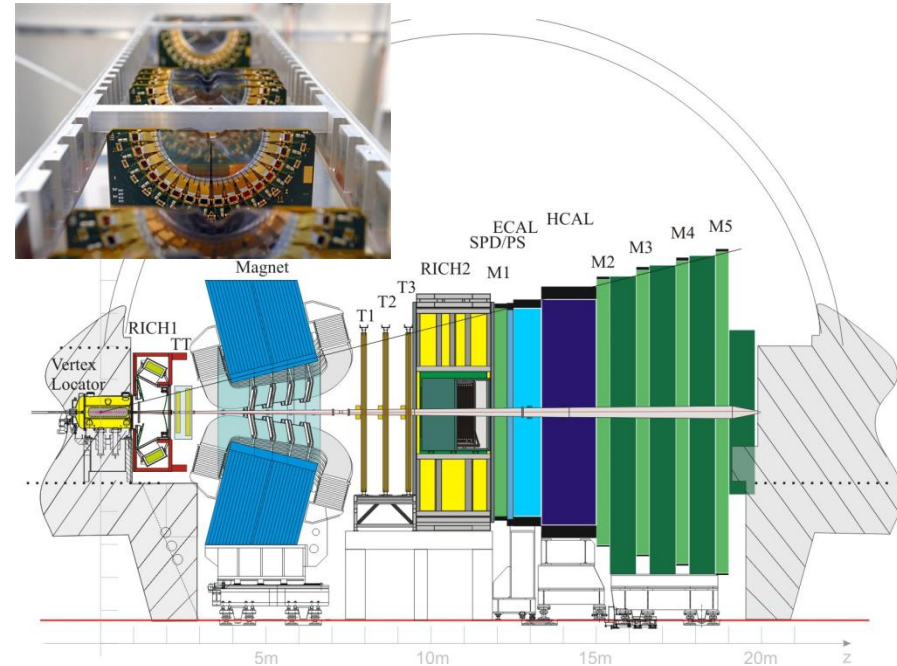 Magnet
RICH1
TT
Vertex
Locator
T1
T2
T3
RICH2
M1
SPD/PS
ECAL
HCAL
M2
M3
M4
M5
5m
10m
15m
20m
z